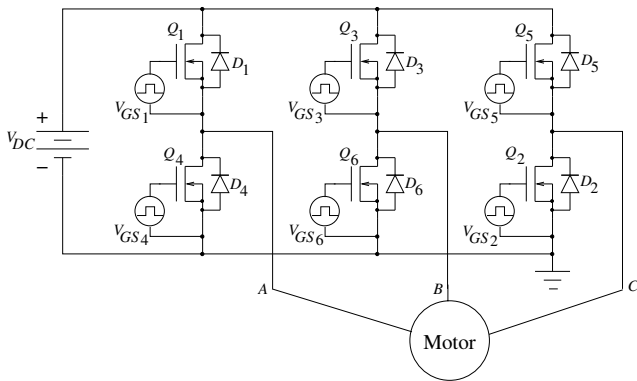 Q1
Q3
Q5
D1
D3
D5
VGS1
VGS3
VGS5
+
VDC
−
Q4
Q6
Q2
D4
D6
D2
VGS4
VGS6
VGS2
A
B
C
Motor